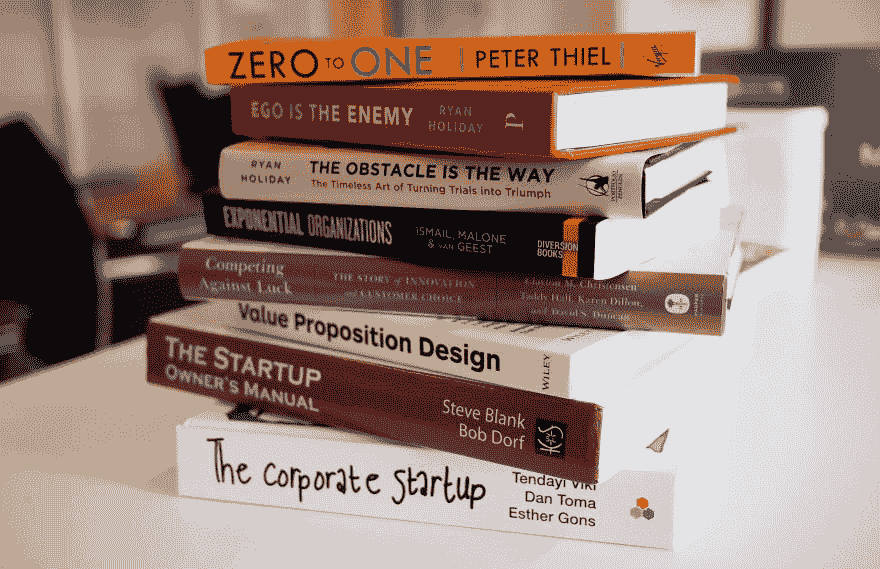 ZERO TO ONE PETER THIEL
EGO IS THE ENEMY RYAN
HOLIDAY
RYAN
HOLIDAY
THE OBSTACLE IS THE WAY
The Timeless Art of Turning Trials into Triumph
EXPONENTIAL ORGANIZATIONS
ISMAIL, MALONE
& VAN GEEST
DIVERSION
BOOKS
Competing
Against Luck
THE STORY of INNOVATION
and CUSTOMER CHOICE
Clayton M. Christensen
Taddy Hall, Karen Dillon,
and David S. Duncan
Value Proposition Design
WILEY
THE STARTUP
OWNER'S MANUAL
Steve Blank
Bob Dorf
K&S
The corporate startup
Tendayi Viki
Dan Toma
Esther Gons